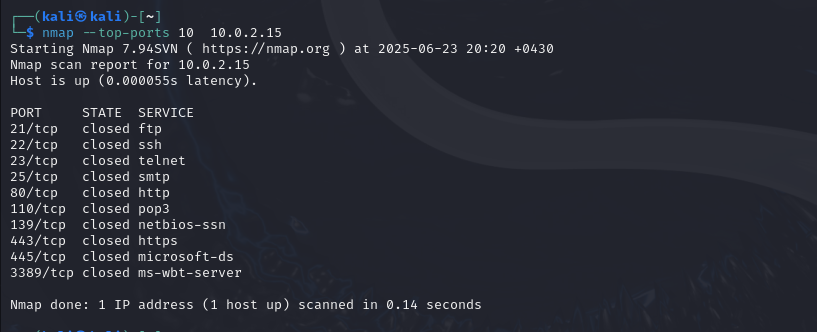 ┌──(kali㉿kali)-[~]
└─$ nmap --top-ports 10  10.0.2.15
Starting Nmap 7.94SVN ( https://nmap.org ) at 2025-06-23 20:20 +0430
Nmap scan report for 10.0.2.15
Host is up (0.000055s latency).

PORT     STATE  SERVICE
21/tcp   closed ftp
22/tcp   closed ssh
23/tcp   closed telnet
25/tcp   closed smtp
80/tcp   closed http
110/tcp  closed pop3
139/tcp  closed netbios-ssn
443/tcp  closed https
445/tcp  closed microsoft-ds
3389/tcp closed ms-wbt-server

Nmap done: 1 IP address (1 host up) scanned in 0.14 seconds